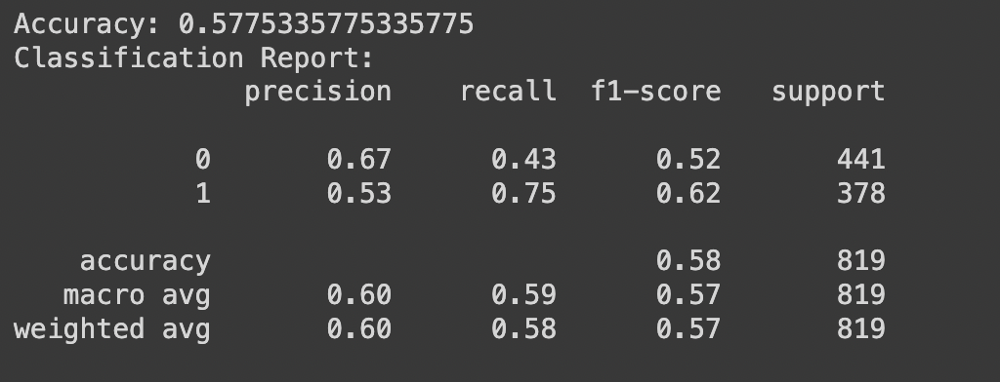 Accuracy: 0.5775335775335775
Classification Report:
precision recall f1-score support
0 0.67 0.43 0.52 441
1 0.53 0.75 0.62 378
accuracy 0.58 819
macro avg 0.60 0.59 0.57 819
weighted avg 0.60 0.58 0.57 819